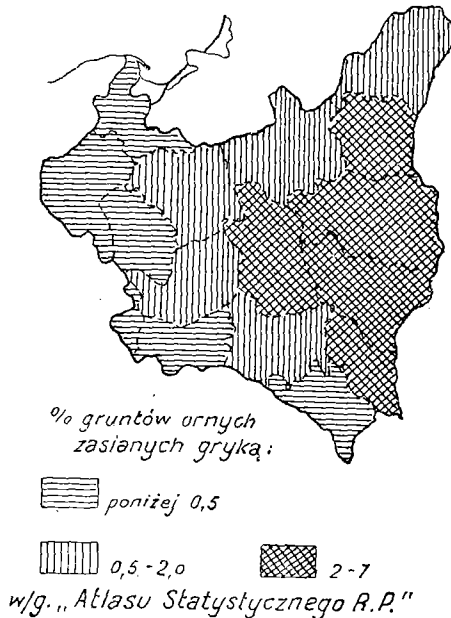 % gruntów ornych
zasianych gryką:
poniżej 0,5
0,5-2,0
2-7
w/g. „Atlasu Statystycznego R.P."